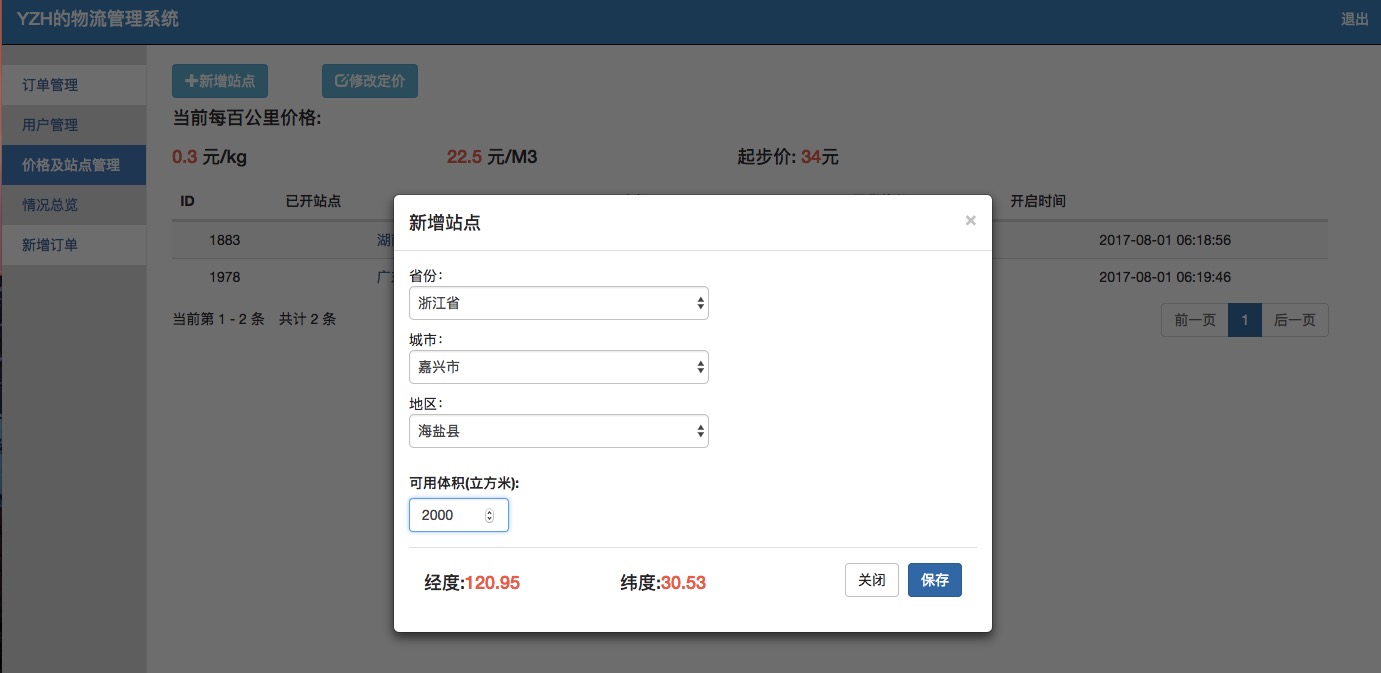 YZH的物流管理系统 退出
订单管理
用户管理
价格及站点管理
情况总览
新增订单
新增站点 修改定价
当前每百公里价格:
0.3 元/kg 22.5 元/M3 起步价: 34元
ID 已开站点 开启时间
1883 湖 2017-08-01 06:18:56
1978 广 2017-08-01 06:19:46
当前第 1 - 2 条 共计 2 条
前一页 1 后一页
新增站点 ×
省份:
浙江省
城市:
嘉兴市
地区:
海盐县
可用体积(立方米):
2000
经度:120.95 纬度:30.53 关闭 保存